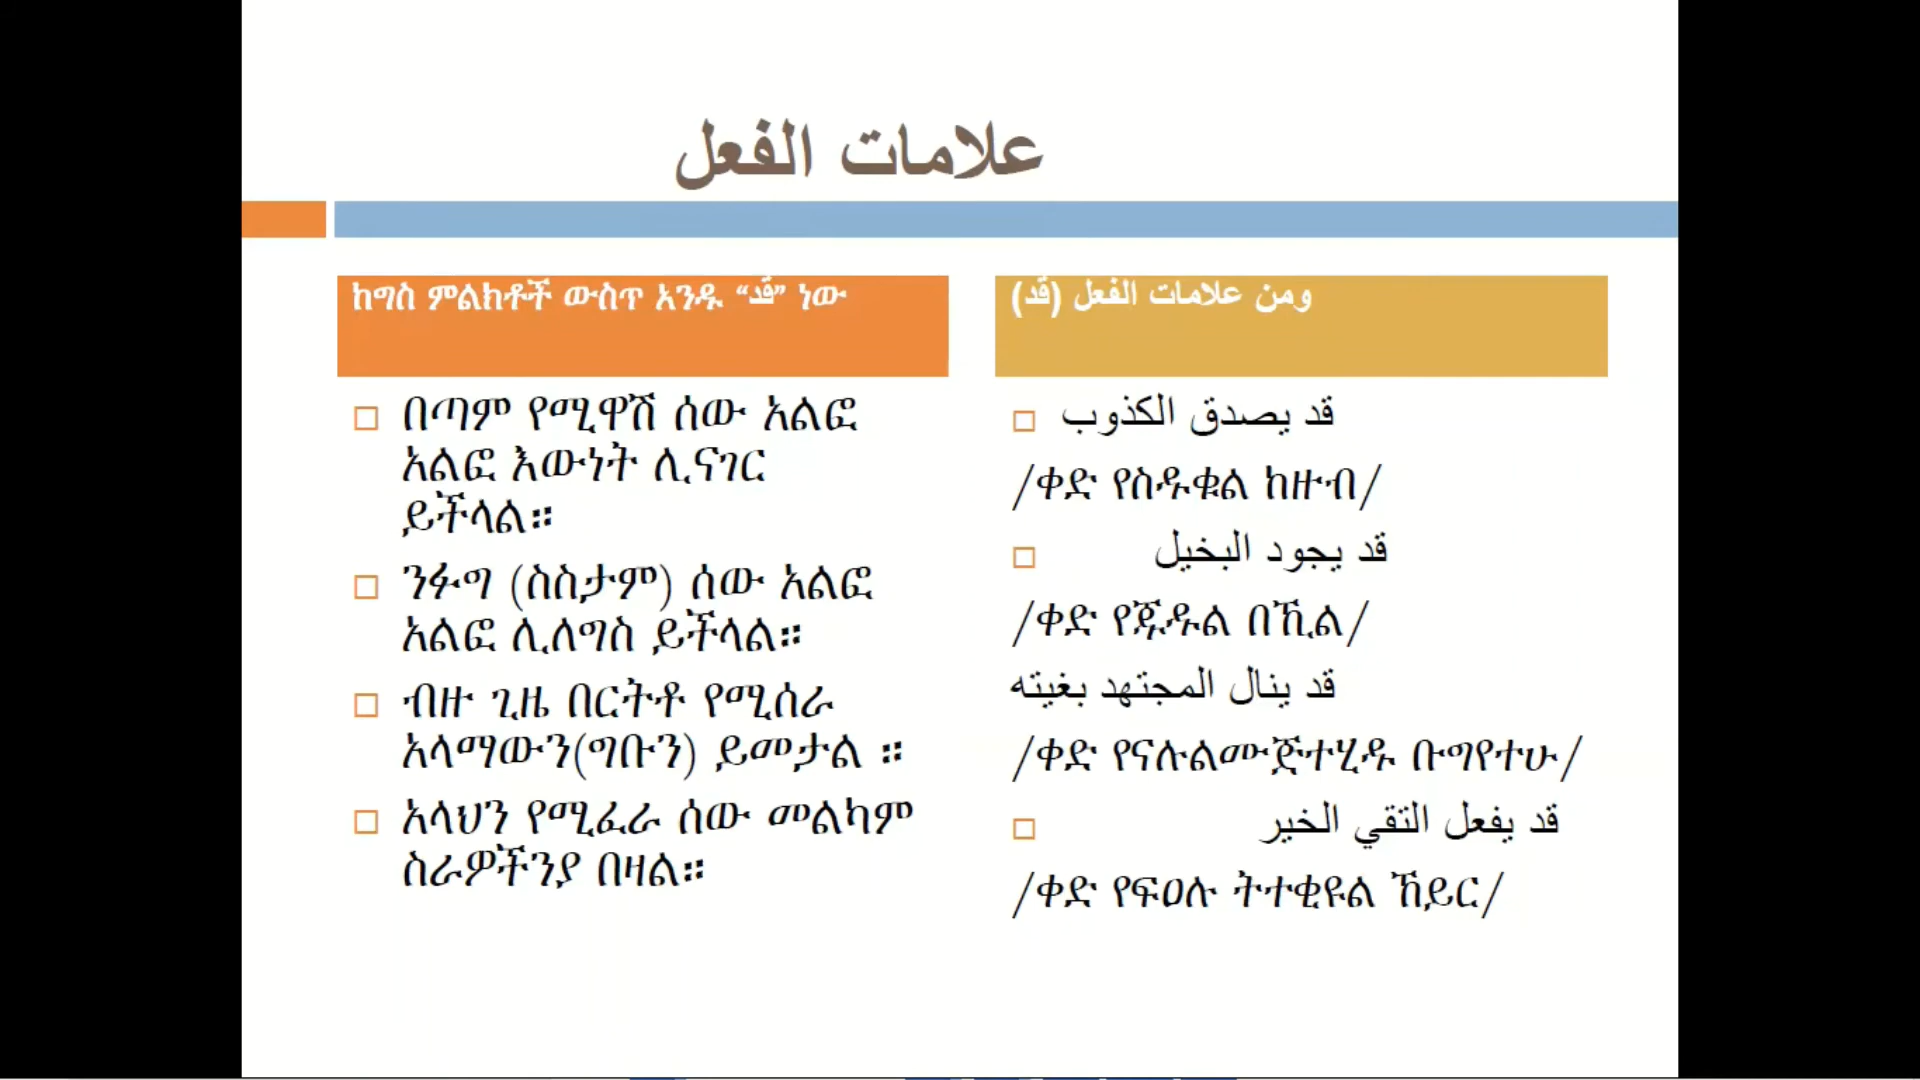 علامات الفعل
ከግስ ምልክቶች ውስጥ አንዱ “قد” ነው
በጣም የሚዋሽ ሰው አልፎ
አልፎ እውነት ሊናገር
ይችላል።
ንፉግ (ስስታም) ሰው አልፎ
አልፎ ሊለግስ ይችላል።
ብዙ ጊዜ በርትቶ የሚሰራ
አላማውን(ግቡን) ይመታል ።
አላህን የሚፈራ ሰው መልካም
ስራዎችንያ በዛል።
ومن علامات الفعل (قد)
قد يصدق الكذوب
/ቀድ የስዱቁል ከዙብ/
قد يجود البخيل
/ቀድ የጁዱል በኺል/
قد ينال المجتهد بغيته
/ቀድ የናሉልሙጅተሂዱ ቡግየተሁ/
قد يفعل التقي الخير
/ቀድ የፍዐሉ ትተቂዩል ኸይር/